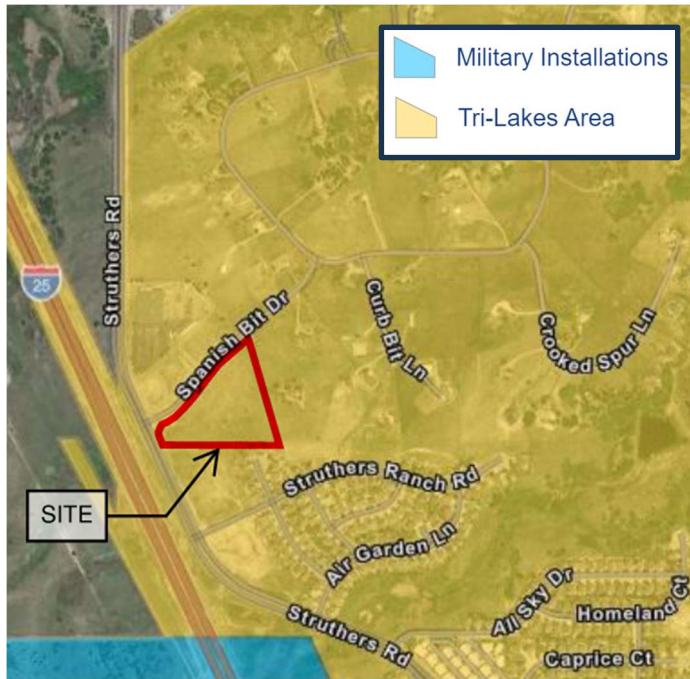 Military Installations
Tri-Lakes Area
Struthers Rd
25
Spanish Bit Dr
Curb Bit Ln
Crooked Spur Ln
SITE
Struthers Ranch Rd
Air Garden Ln
Struthers Rd
All Sky Dr
Homeland Ct
Caprice Ct